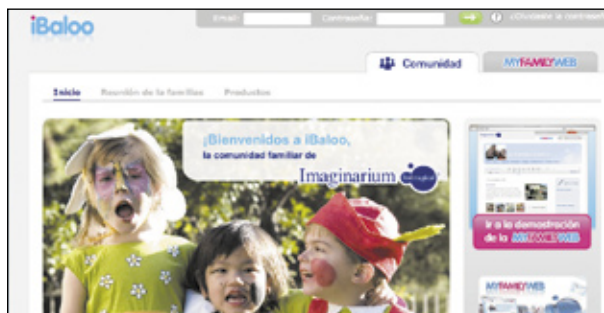 iBaloo
Email:
Contraseña:
¿Olvidaste la contraseña
Comunidad
MYFAMILYWEB
Inicio
Reunión de la familias
Productos
¡Bienvenidos a iBaloo,
la comunidad familiar de
Imaginarium
Ir a la demostración
de la MYFAMILYWEB
MYFAMILYWEB